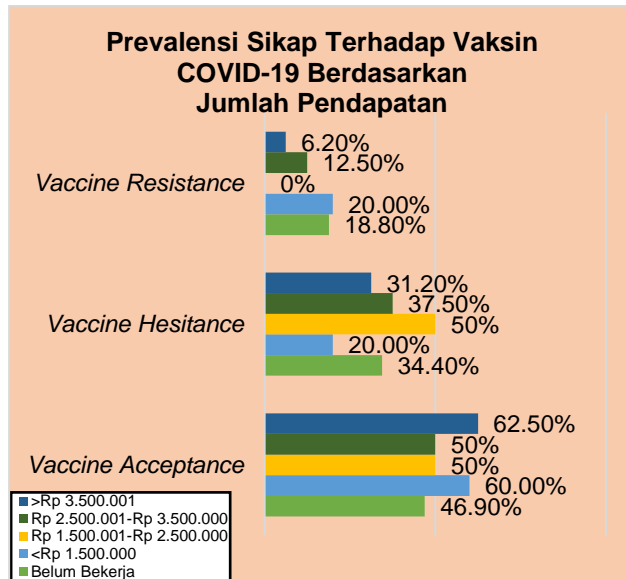 Prevalensi Sikap Terhadap Vaksin
COVID-19 Berdasarkan
Jumlah Pendapatan
6.20%
12.50%
Vaccine Resistance
0%
20.00%
18.80%
31.20%
37.50%
Vaccine Hesitance
50%
20.00%
34.40%
62.50%
50%
Vaccine Acceptance
50%
60.00%
46.90%
>Rp 3.500.001
Rp 2.500.001-Rp 3.500.000
Rp 1.500.001-Rp 2.500.000
<Rp 1.500.000
Belum Bekerja